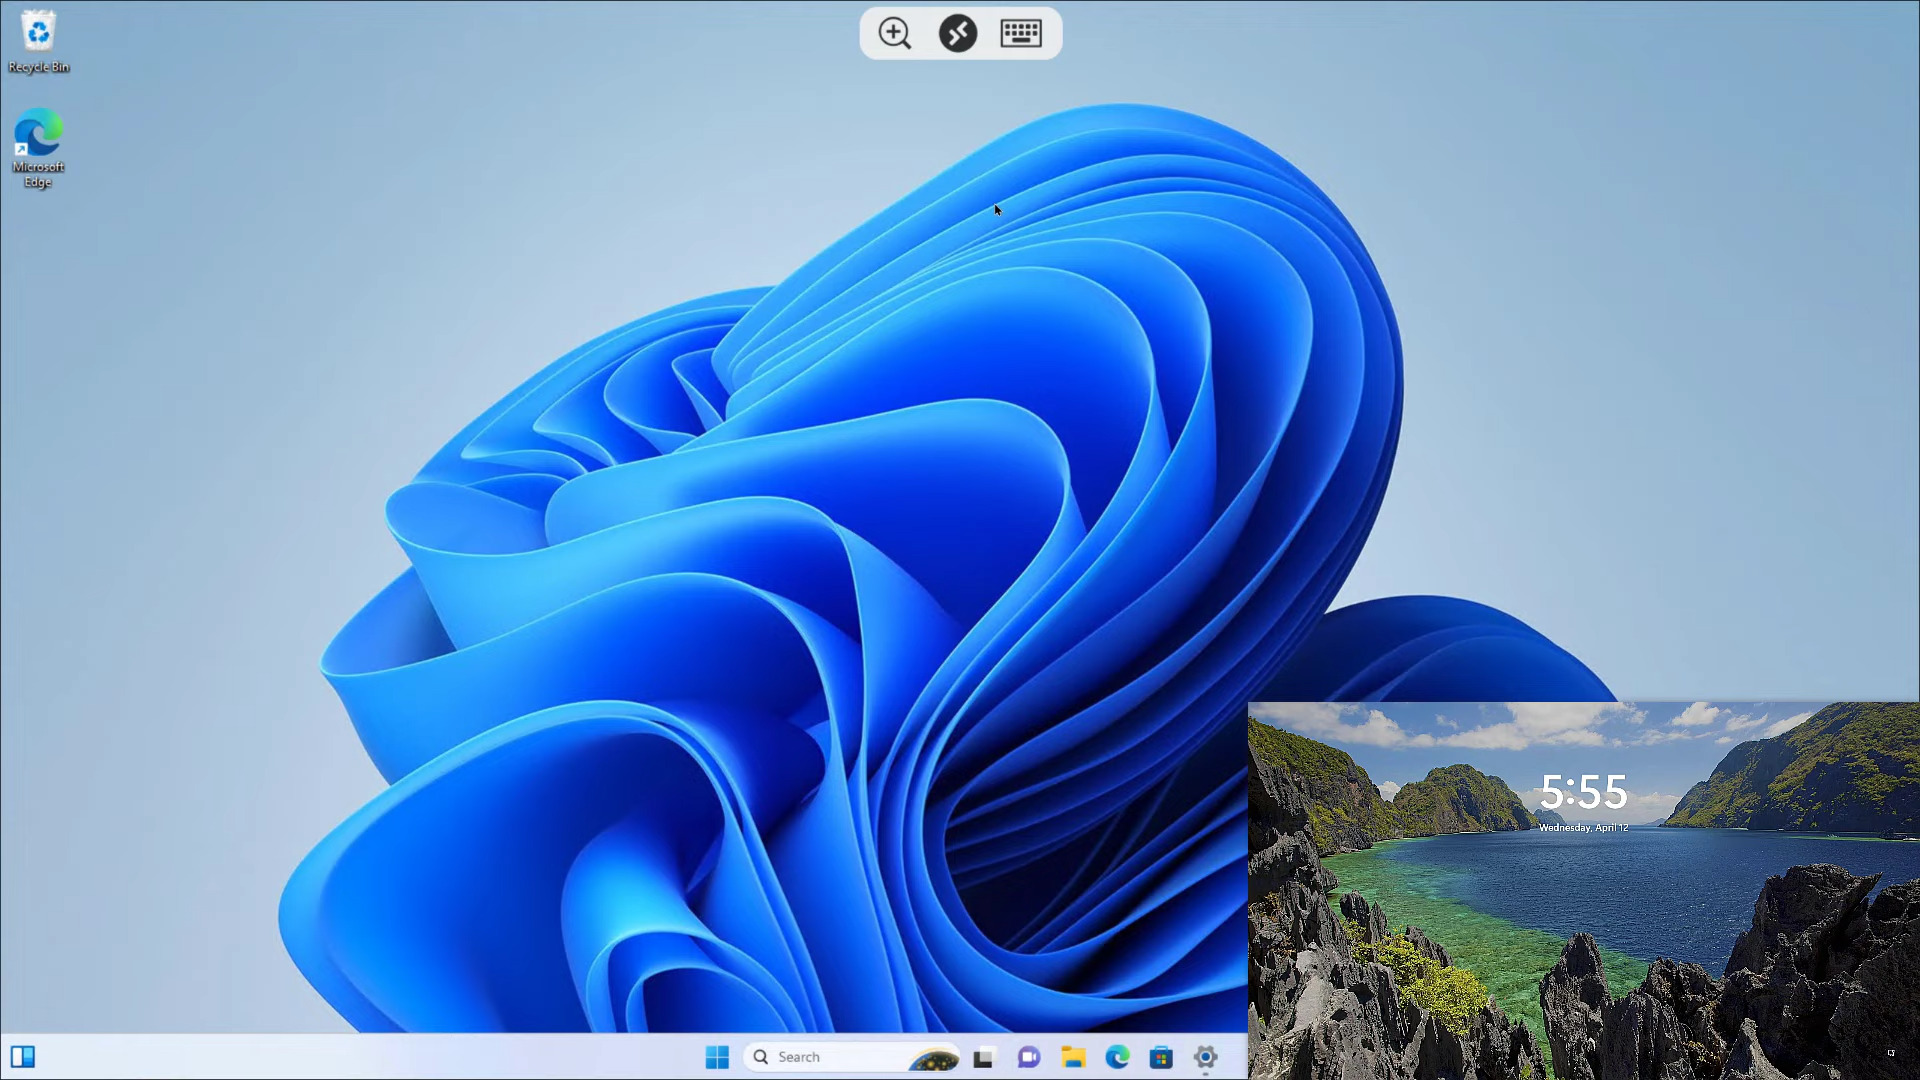 Recycle Bin
Microsoft
Edge
5:55
Wednesday, April 12
Search